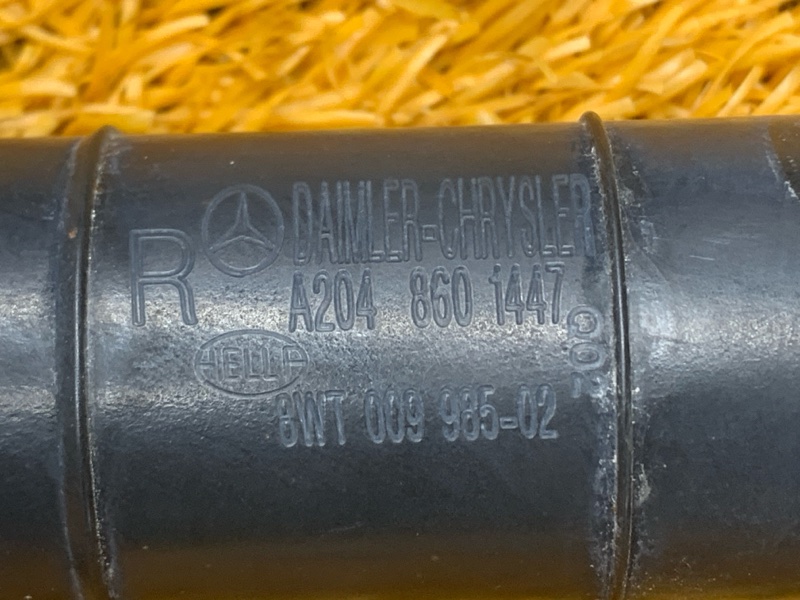 R
DAIMLER-CHRYSLER
A204 860 1447
HELLA
8WT 009 985-02